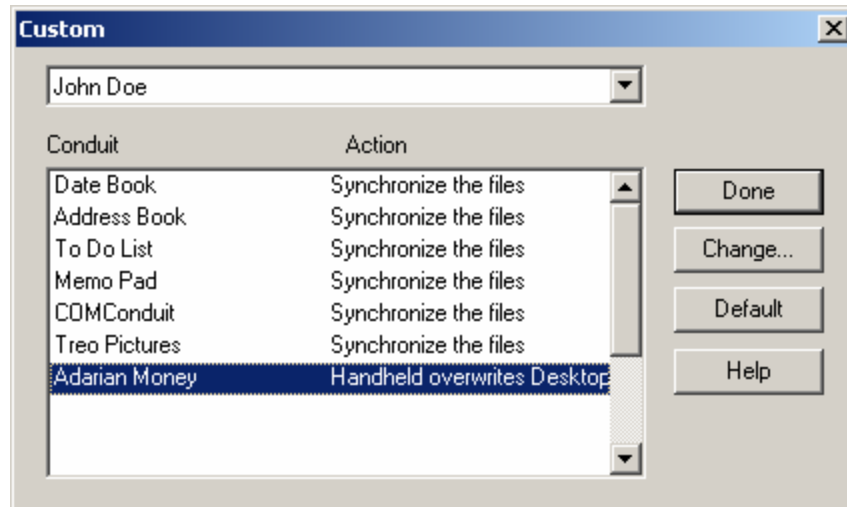 Custom
John Doe
Conduit Action
Date Book Synchronize the files
Address Book Synchronize the files
To Do List Synchronize the files
Memo Pad Synchronize the files
COMConduit Synchronize the files
Treo Pictures Synchronize the files
Adarian Money Handheld overwrites Desktop
Done
Change...
Default
Help